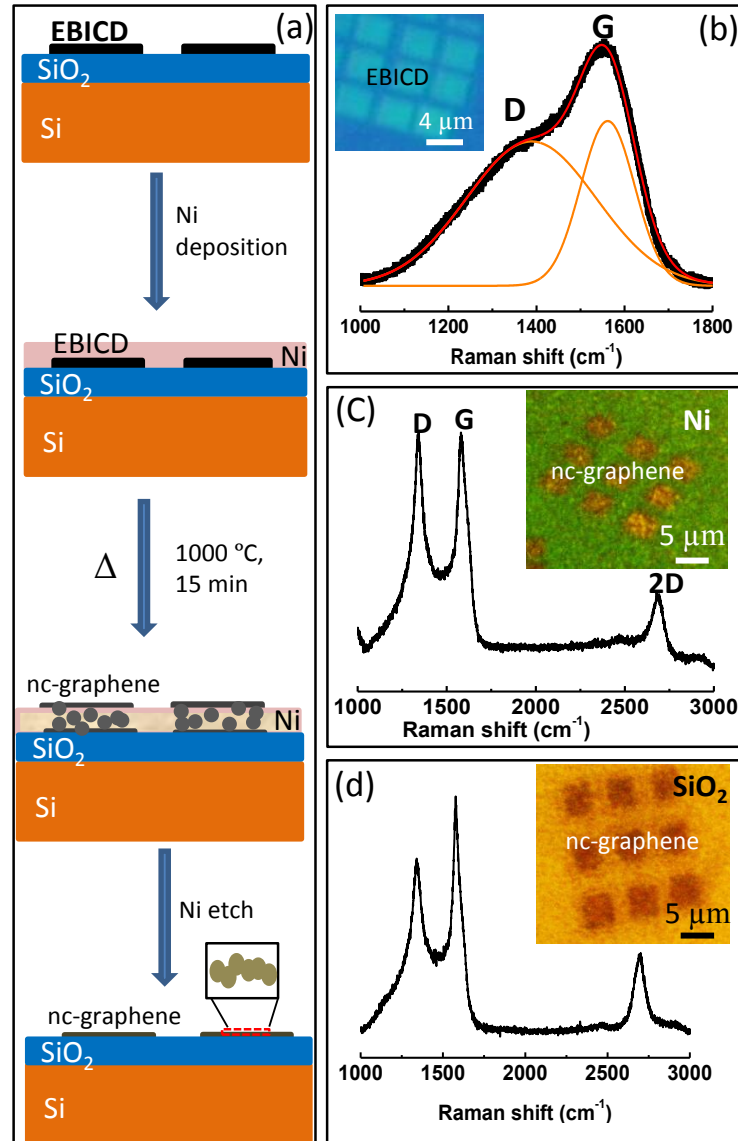 (a)
EBICD
SiO₂
Si
Ni
deposition
EBICD
Ni
SiO₂
Si
Δ
1000 ºC,
15 min
nc-graphene
Ni
SiO₂
Si
Ni etch
nc-graphene
SiO₂
Si
(b)
G
D
EBICD
4 μm
1000 1200 1400 1600 1800
Raman shift (cm⁻¹)
(C)
D G
Ni
nc-graphene
5 μm
2D
1000 1500 2000 2500 3000
Raman shift (cm⁻¹)
(d)
SiO₂
nc-graphene
5 μm
1000 1500 2000 2500 3000
Raman shift (cm⁻¹)